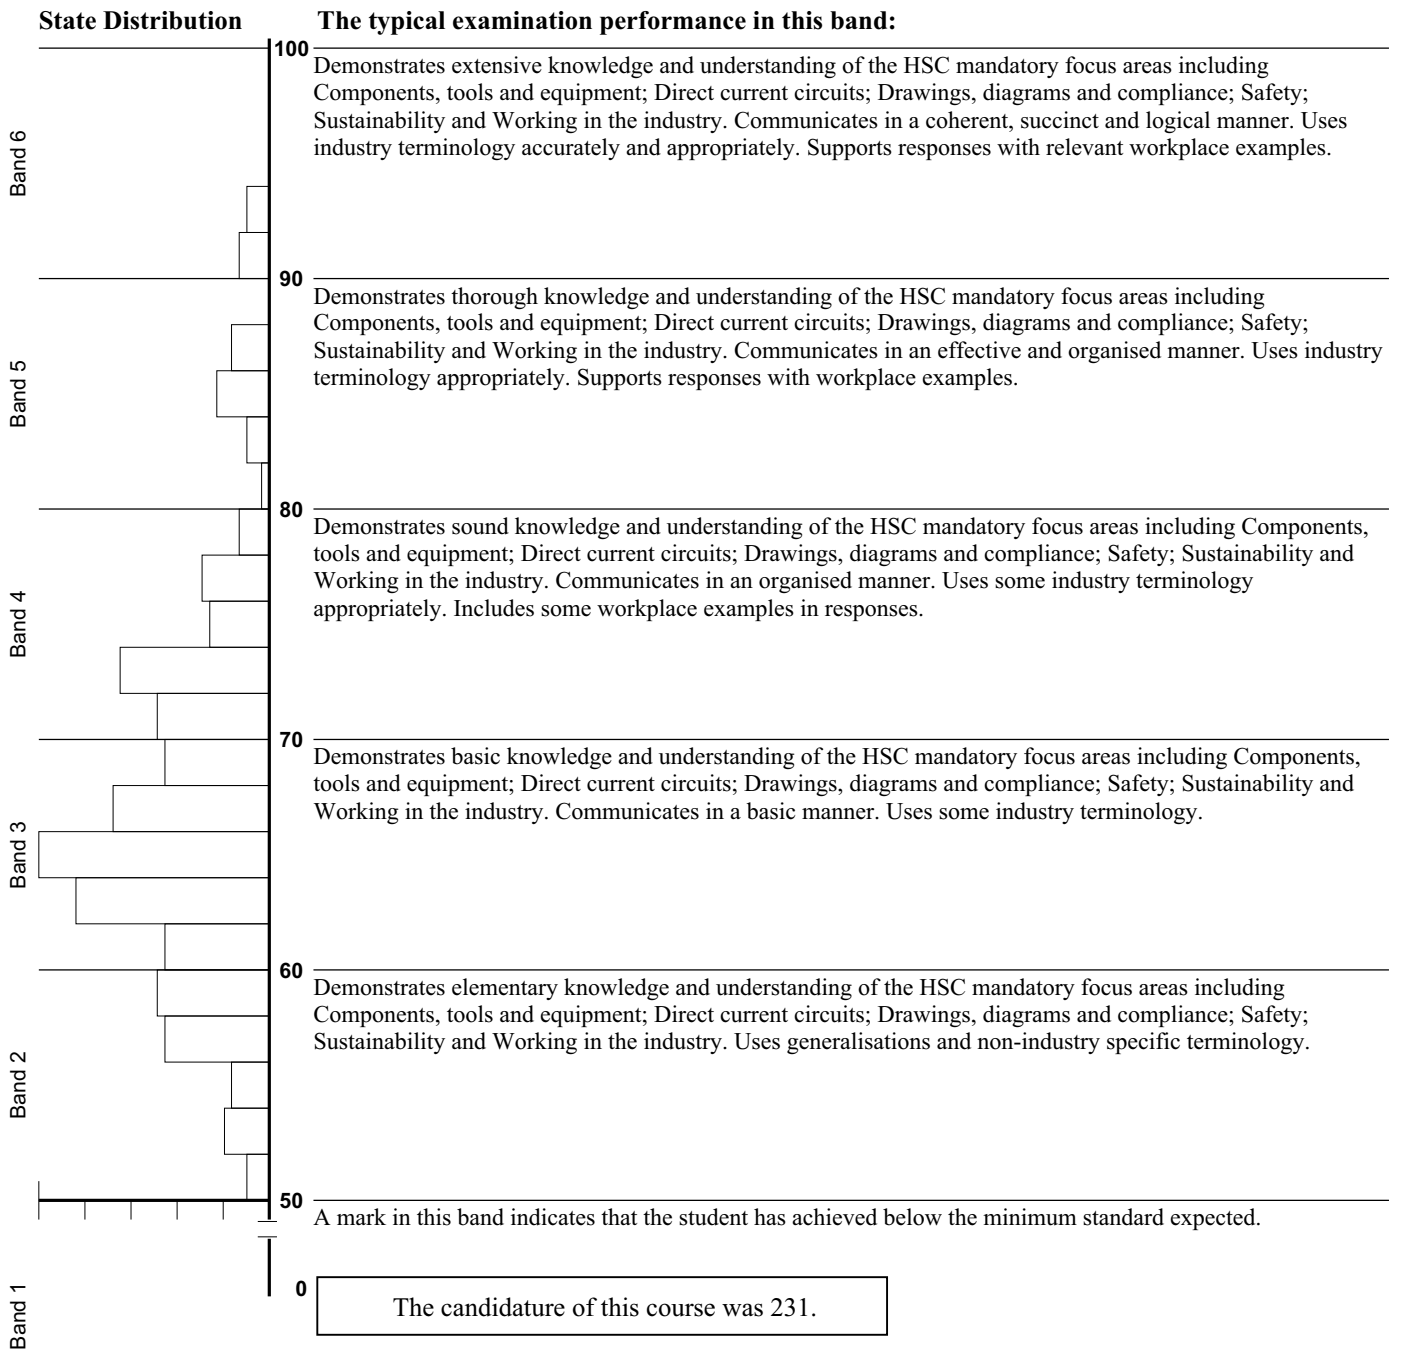 State Distribution
The typical examination performance in this band:
100
Band 6
Demonstrates extensive knowledge and understanding of the HSC mandatory focus areas including
Components, tools and equipment; Direct current circuits; Drawings, diagrams and compliance; Safety;
Sustainability and Working in the industry. Communicates in a coherent, succinct and logical manner. Uses
industry terminology accurately and appropriately. Supports responses with relevant workplace examples.
90
Band 5
Demonstrates thorough knowledge and understanding of the HSC mandatory focus areas including
Components, tools and equipment; Direct current circuits; Drawings, diagrams and compliance; Safety;
Sustainability and Working in the industry. Communicates in an effective and organised manner. Uses industry
terminology appropriately. Supports responses with workplace examples.
80
Band 4
Demonstrates sound knowledge and understanding of the HSC mandatory focus areas including Components,
tools and equipment; Direct current circuits; Drawings, diagrams and compliance; Safety; Sustainability and
Working in the industry. Communicates in an organised manner. Uses some industry terminology
appropriately. Includes some workplace examples in responses.
70
Band 3
Demonstrates basic knowledge and understanding of the HSC mandatory focus areas including Components,
tools and equipment; Direct current circuits; Drawings, diagrams and compliance; Safety; Sustainability and
Working in the industry. Communicates in a basic manner. Uses some industry terminology.
60
Band 2
Demonstrates elementary knowledge and understanding of the HSC mandatory focus areas including
Components, tools and equipment; Direct current circuits; Drawings, diagrams and compliance; Safety;
Sustainability and Working in the industry. Uses generalisations and non-industry specific terminology.
50
A mark in this band indicates that the student has achieved below the minimum standard expected.
0
Band 1
The candidature of this course was 231.